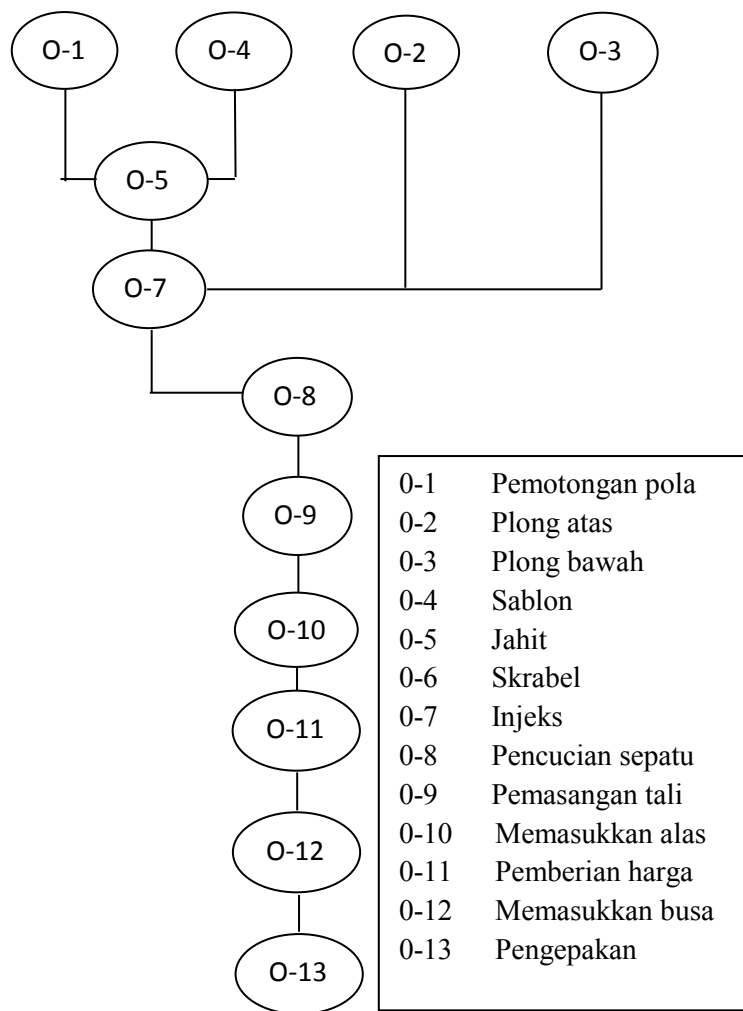 O-1
O-4
O-2
O-3
O-5
O-7
O-8
O-9
O-10
O-11
O-12
O-13
0-1 Pemotongan pola
0-2 Plong atas
0-3 Plong bawah
0-4 Sablon
0-5 Jahit
0-6 Skrabel
0-7 Injeks
0-8 Pencucian sepatu
0-9 Pemasangan tali
0-10 Memasukkan alas
0-11 Pemberian harga
0-12 Memasukkan busa
0-13 Pengepakan